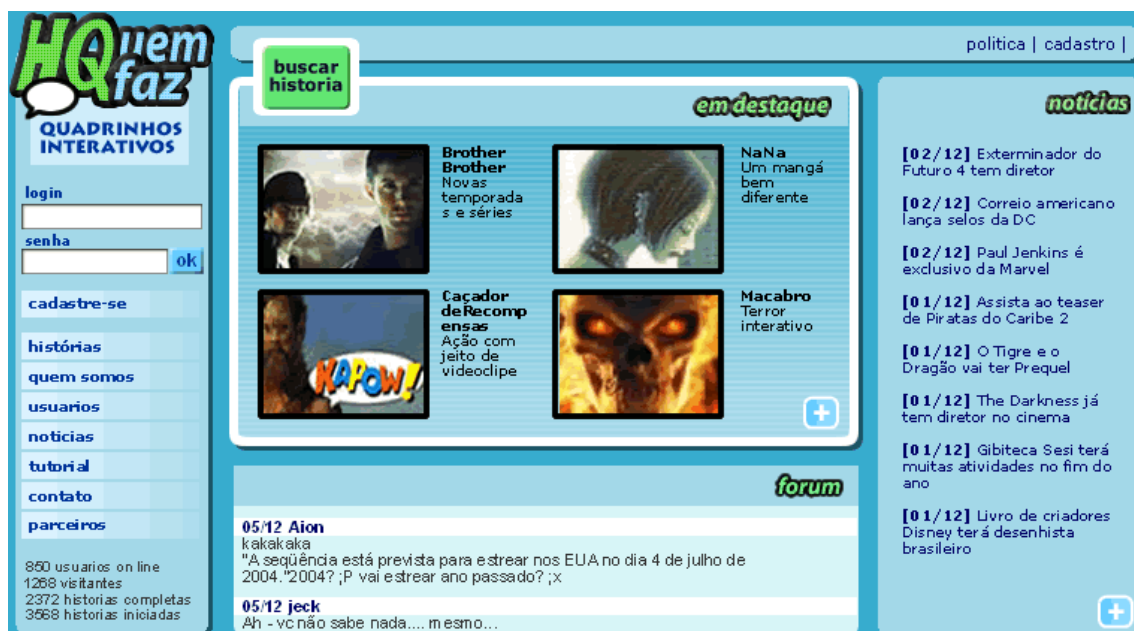 HQuem
faz
QUADRINHOS
INTERATIVOS
login
senha
ok
cadastre-se
histórias
quem somos
usuarios
noticias
tutorial
contato
parceiros
850 usuarios on line
1268 visitantes
2372 historias completas
3568 historias iniciadas
buscar
historia
politica | cadastro |
em destaque
Brother
Brother
Novas
temporada
s e séries
NaNa
Um mangá
bem
diferente
Caçador
deRecomp
ensas
Ação com
jeito de
videoclipe
KAPOW!
Macabro
Terror
interativo
forum
05/12 Aion
kakakaka
"A seqüência está prevista para estrear nos EUA no dia 4 de julho de
2004."2004? ;P vai estrear ano passado? ;x
05/12 jeck
Ah - vc não sabe nada.... mesmo...
notícias
[02/12] Exterminador do
Futuro 4 tem diretor
[02/12] Correio americano
lança selos da DC
[02/12] Paul Jenkins é
exclusivo da Marvel
[01/12] Assista ao teaser
de Piratas do Caribe 2
[01/12] O Tigre e o
Dragão vai ter Prequel
[01/12] The Darkness já
tem diretor no cinema
[01/12] Gibiteca Sesi terá
muitas atividades no fim do
ano
[01/12] Livro de criadores
Disney terá desenhista
brasileiro